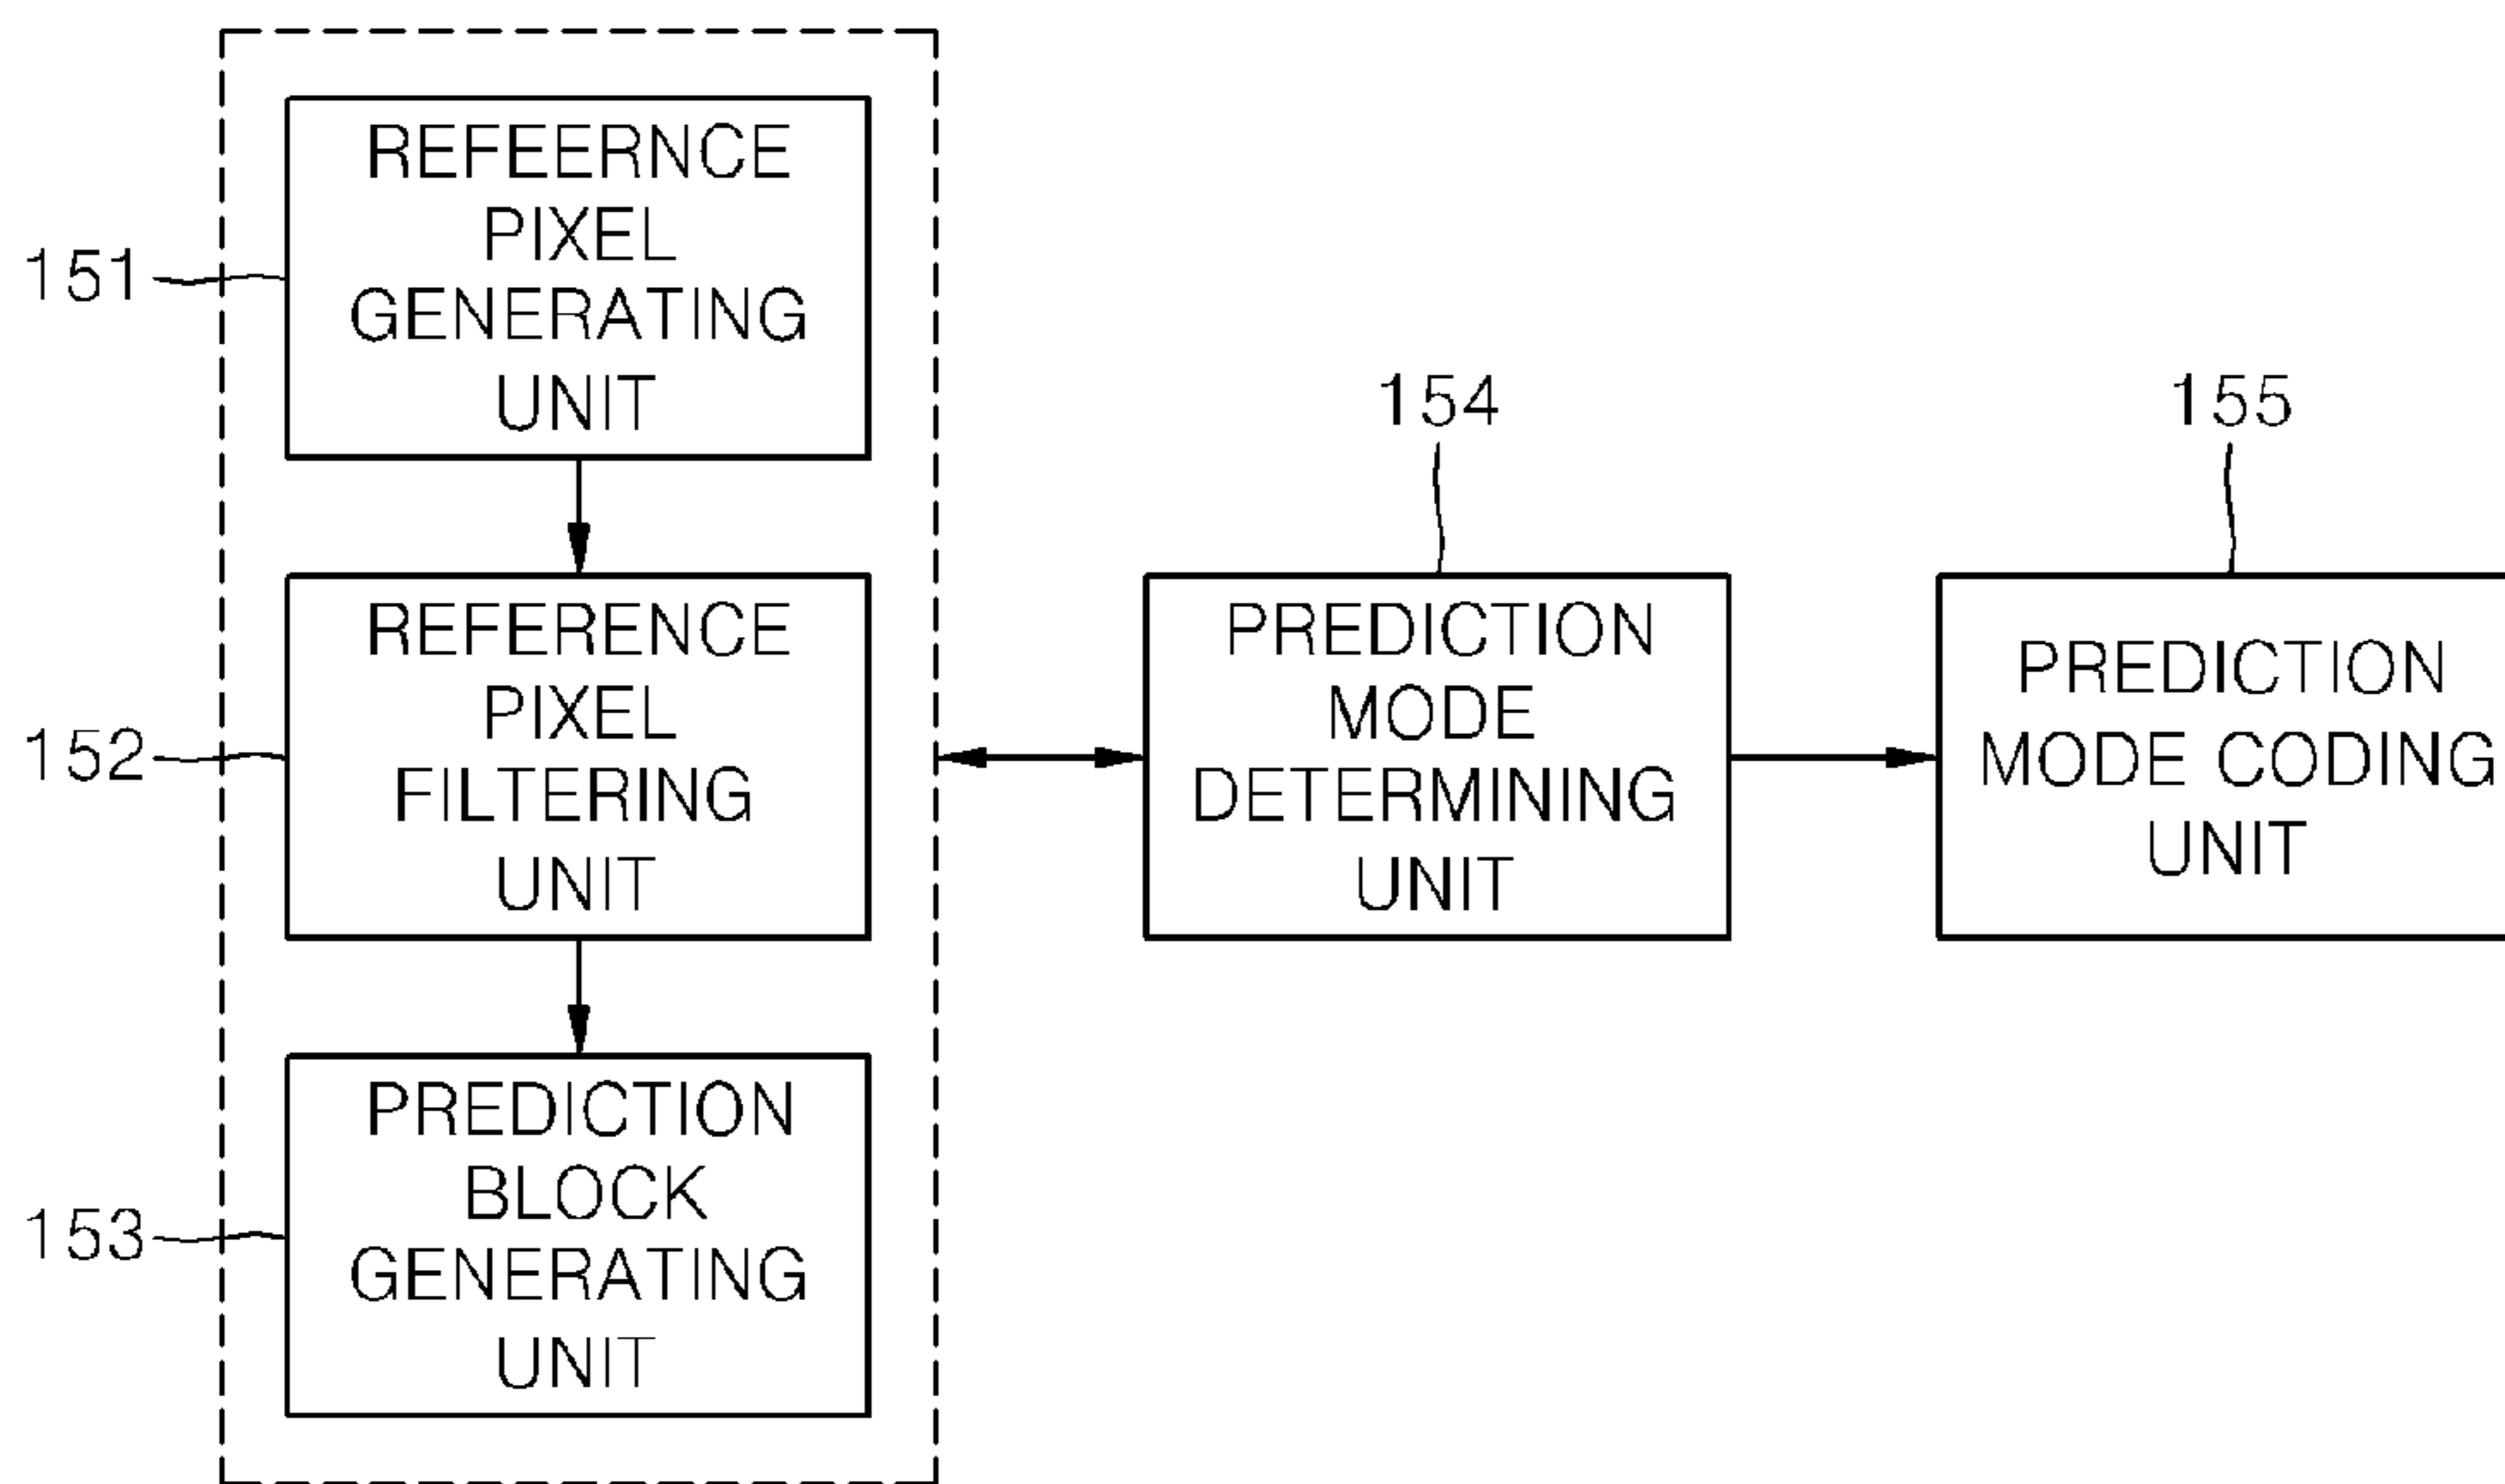 151
REFEERNCE
PIXEL
GENERATING
UNIT
152
REFERENCE
PIXEL
FILTERING
UNIT
153
PREDICTION
BLOCK
GENERATING
UNIT
154
PREDICTION
MODE
DETERMINING
UNIT
155
PREDICTION
MODE CODING
UNIT